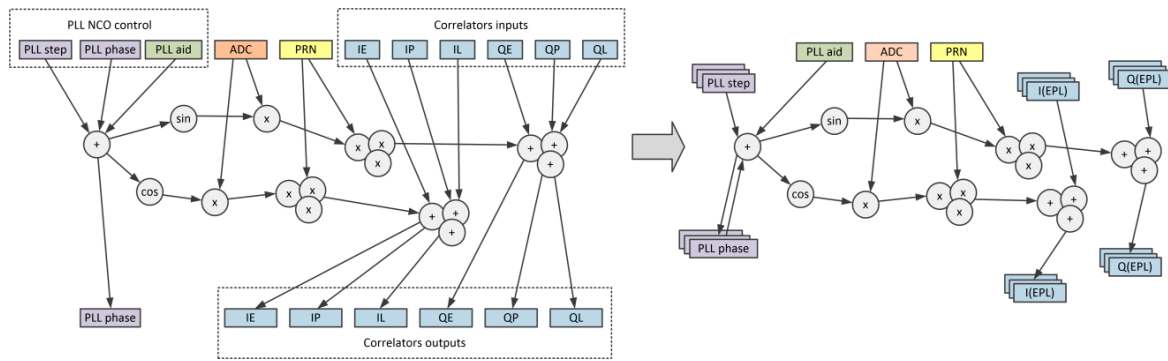 PLL NCO control
Correlators inputs
PLL step PLL phase PLL aid ADC PRN IE IP IL QE QP QL
sin x
+ x x x + + +
cos x x x x + + +
PLL phase IE IP IL QE QP QL
Correlators outputs
PLL aid ADC PRN
PLL step I(EPL) Q(EPL)
sin x
+ x x x + + +
cos x x x x + + +
PLL phase I(EPL) Q(EPL)